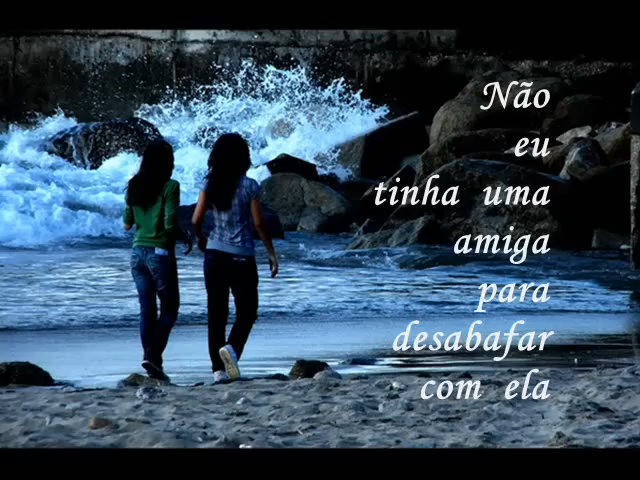 Não
eu
tinha uma
amiga
para
desabafar
com ela